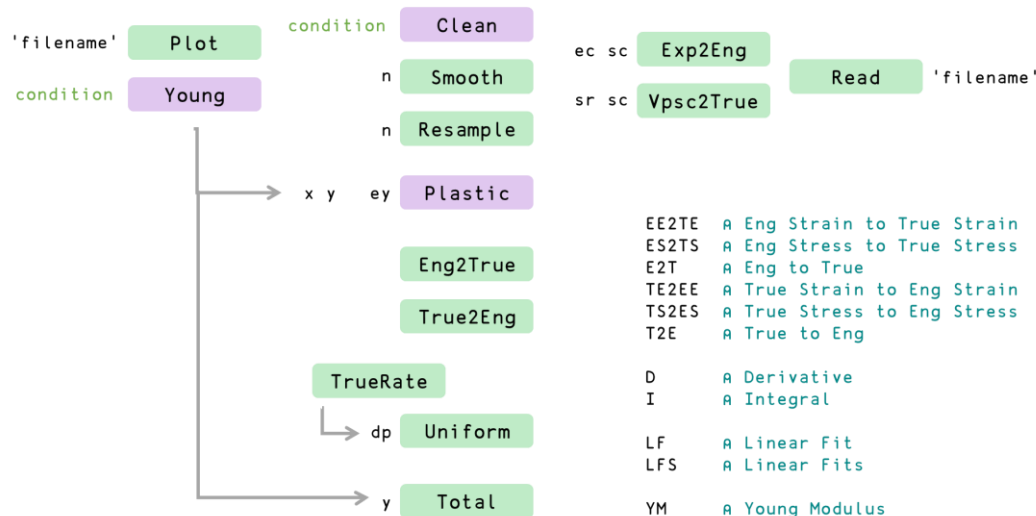 'filename' Plot
condition Young
condition Clean
n Smooth
n Resample
x y ey Plastic
Eng2True
True2Eng
TrueRate
dp Uniform
y Total
ec sc Exp2Eng
sr sc Vpsc2True
Read 'filename'
EE2TE ⍝ Eng Strain to True Strain
ES2TS ⍝ Eng Stress to True Stress
E2T ⍝ Eng to True
TE2EE ⍝ True Strain to Eng Strain
TS2ES ⍝ True Stress to Eng Stress
T2E ⍝ True to Eng
D ⍝ Derivative
I ⍝ Integral
LF ⍝ Linear Fit
LFS ⍝ Linear Fits
YM ⍝ Young Modulus